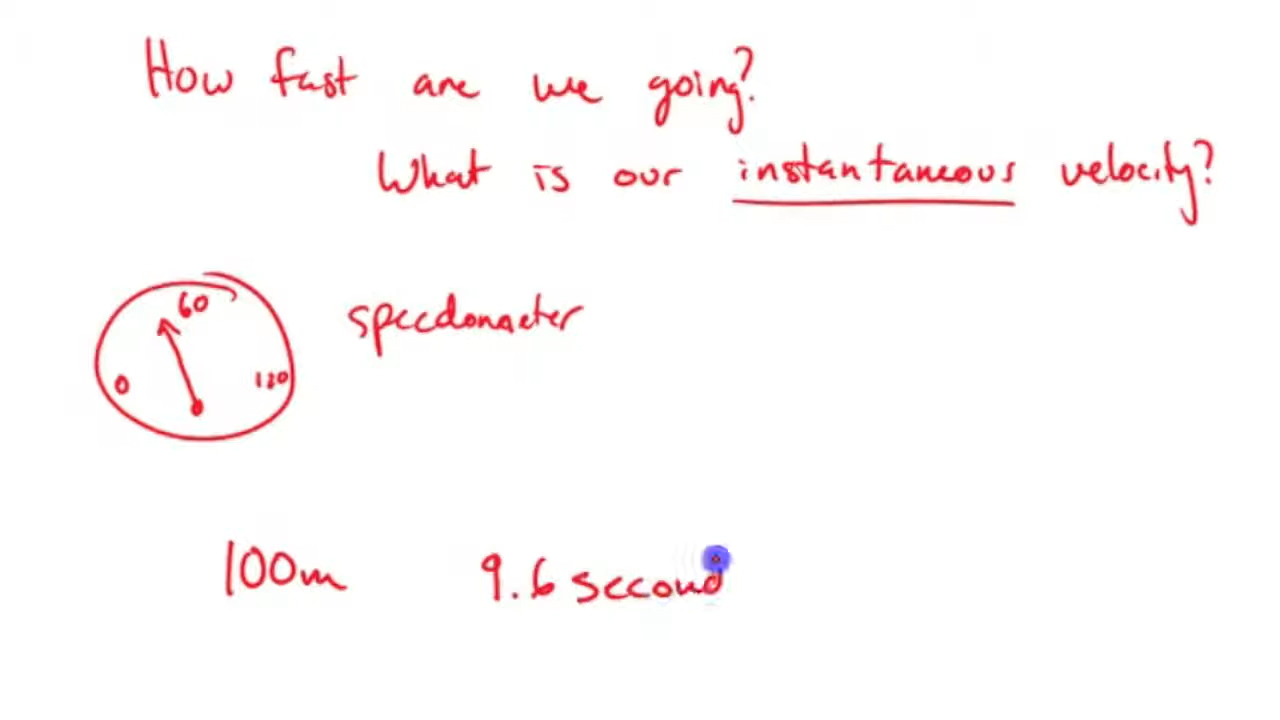 How fast are we going?
What is our instantaneous velocity?
60
0
120
speedometer
100m 9.6 second